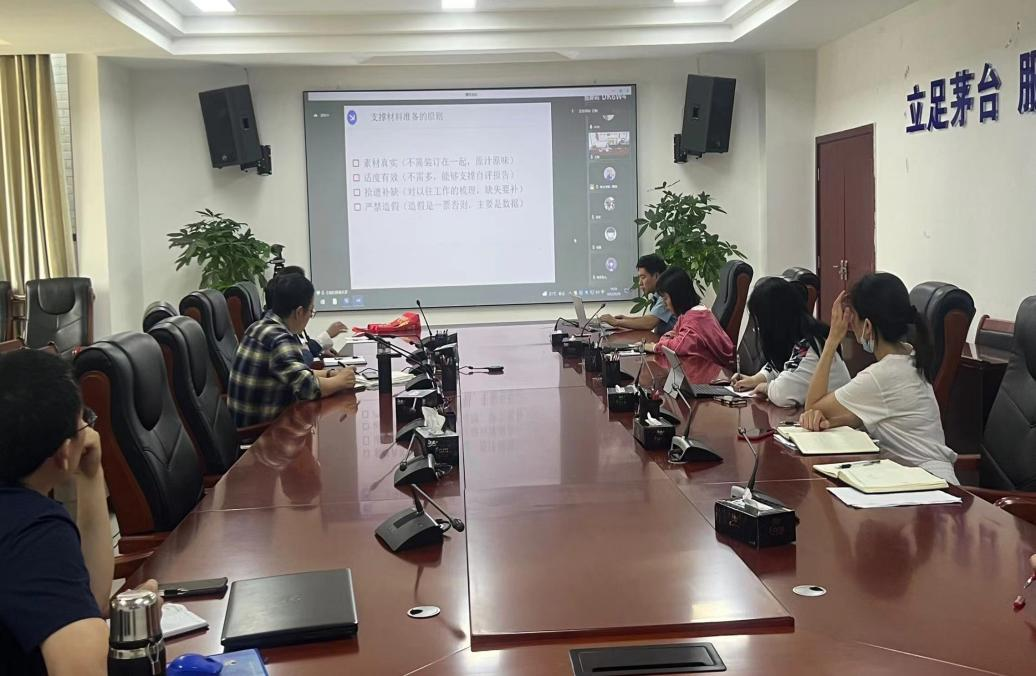 支撑材料准备的原则
素材真实（不需装订在一起，原汁原味）
适度有效（不需多，能够支撑自评报告）
拾遗补缺（对以往工作的梳理，缺失要补）
严禁造假（造假是一票否则，主要是数据）
立足茅台 服